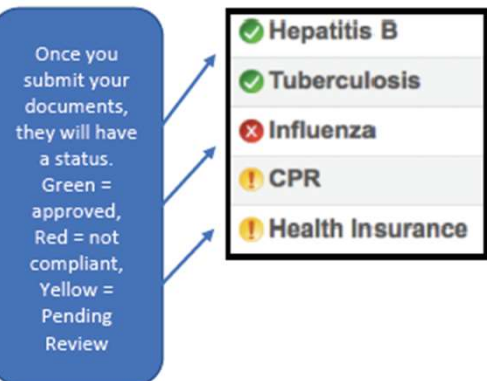 Once you
submit your
documents,
they will have
a status.
Green =
approved,
Red = not
compliant,
Yellow =
Pending
Review
Hepatitis B
Tuberculosis
Influenza
CPR
Health Insurance